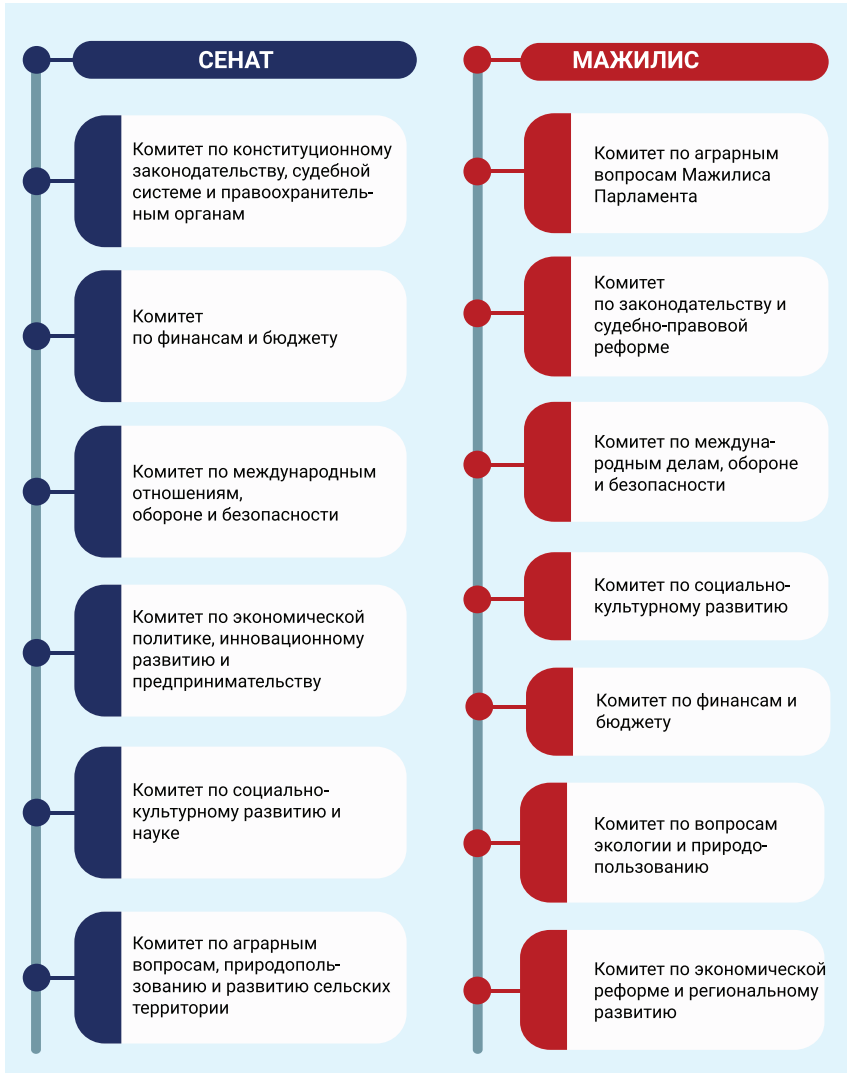 СЕНАТ
Комитет по конституционному
законодательству, судебной
системе и правоохранитель-
ным органам
Комитет
по финансам и бюджету
Комитет по международным
отношениям,
обороне и безопасности
Комитет по экономической
политике, инновационному
развитию и
предпринимательству
Комитет по социально-
культурному развитию и
науке
Комитет по аграрным
вопросам, природополь-
зованию и развитию сельских
территории
МАЖИЛИС
Комитет по аграрным
вопросам Мажилиса
Парламента
Комитет
по законодательству и
судебно-правовой
реформе
Комитет по междуна-
родным делам, обороне
и безопасности
Комитет по социально-
культурному развитию
Комитет по финансам и
бюджету
Комитет по вопросам
экологии и природо-
пользованию
Комитет по экономической
реформе и региональному
развитию